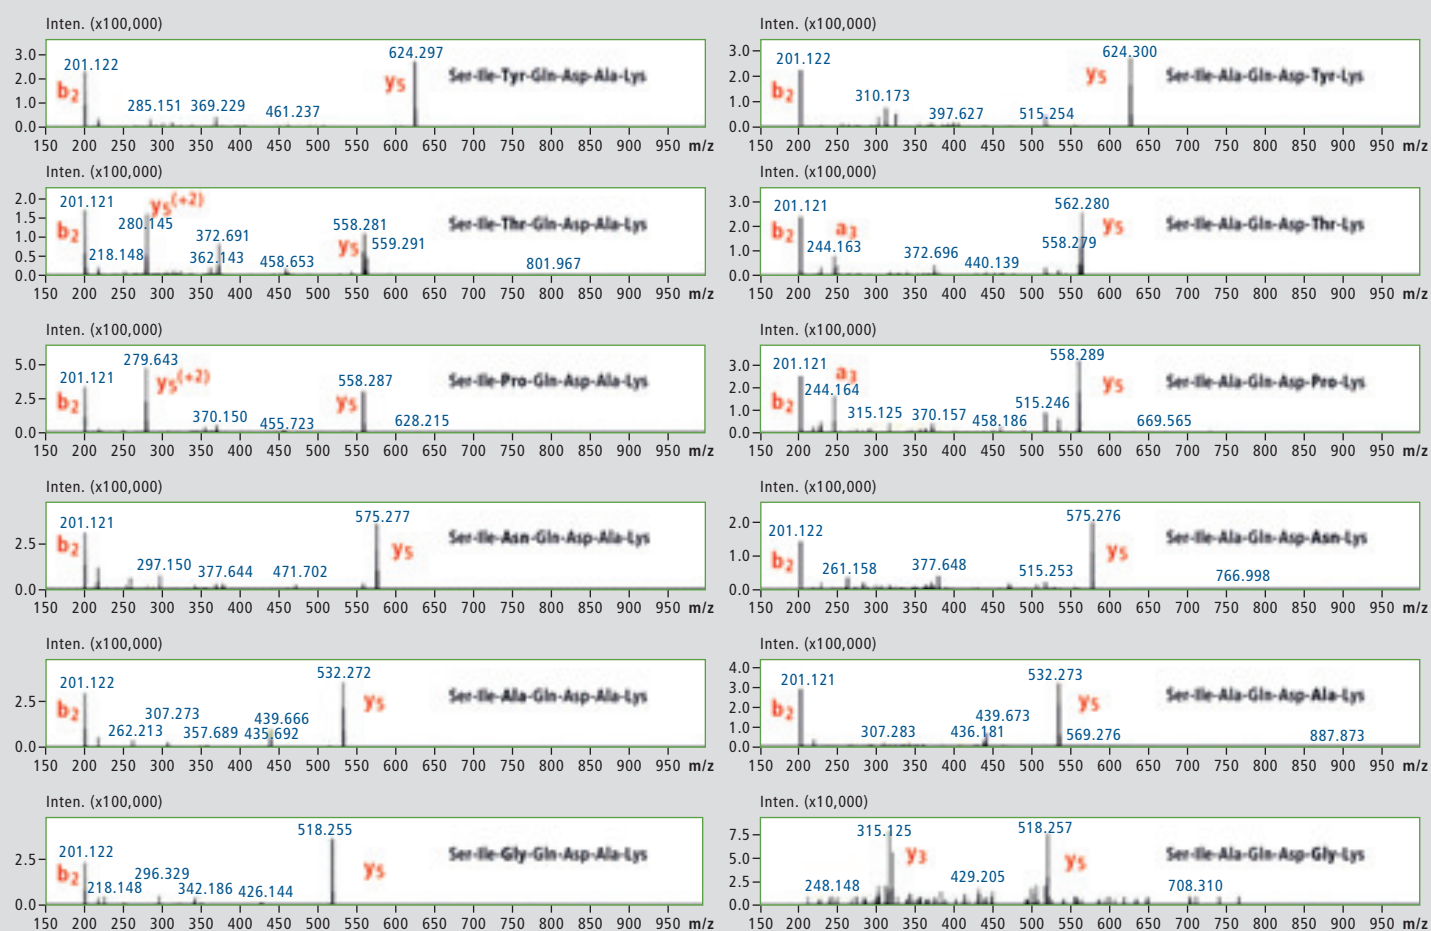 Inten. (x100,000)
3.0
2.0
1.0
0.0
201.122
b2
285.151
369.229
461.237
624.297
y5
Ser-Ile-Tyr-Gln-Asp-Ala-Lys
150 200 250 300 350 400 450 500 550 600 650 700 750 800 850 900 950 m/z
Inten. (x100,000)
3.0
2.0
1.0
0.0
201.122
b2
310.173
397.627
515.254
624.300
y5
Ser-Ile-Ala-Gln-Asp-Tyr-Lys
150 200 250 300 350 400 450 500 550 600 650 700 750 800 850 900 950 m/z
Inten. (x100,000)
2.0
1.5
1.0
0.5
0.0
201.121
b2
218.148
280.145
y5(+2)
362.143
372.691
458.653
558.281
y5
559.291
801.967
Ser-Ile-Thr-Gln-Asp-Ala-Lys
150 200 250 300 350 400 450 500 550 600 650 700 750 800 850 900 950 m/z
Inten. (x100,000)
3.0
2.0
1.0
0.0
201.121
b2
a3
244.163
372.696
440.139
562.280
558.279
y5
Ser-Ile-Ala-Gln-Asp-Thr-Lys
150 200 250 300 350 400 450 500 550 600 650 700 750 800 850 900 950 m/z
Inten. (x100,000)
5.0
2.5
0.0
201.121
b2
279.643
y5(+2)
370.150
455.723
558.287
y5
628.215
Ser-Ile-Pro-Gln-Asp-Ala-Lys
150 200 250 300 350 400 450 500 550 600 650 700 750 800 850 900 950 m/z
Inten. (x100,000)
3.0
2.0
1.0
0.0
201.121
b2
a3
244.164
315.125
370.157
458.186
515.246
558.289
y5
669.565
Ser-Ile-Ala-Gln-Asp-Pro-Lys
150 200 250 300 350 400 450 500 550 600 650 700 750 800 850 900 950 m/z
Inten. (x100,000)
2.5
0.0
201.121
b2
297.150
377.644
471.702
575.277
y5
Ser-Ile-Asn-Gln-Asp-Ala-Lys
150 200 250 300 350 400 450 500 550 600 650 700 750 800 850 900 950 m/z
Inten. (x100,000)
2.0
1.0
0.0
201.122
b2
261.158
377.648
515.253
575.276
y5
766.998
Ser-Ile-Ala-Gln-Asp-Asn-Lys
150 200 250 300 350 400 450 500 550 600 650 700 750 800 850 900 950 m/z
Inten. (x100,000)
2.5
0.0
201.122
b2
262.213
307.273
357.689
439.666
435.692
532.272
y5
Ser-Ile-Ala-Gln-Asp-Ala-Lys
150 200 250 300 350 400 450 500 550 600 650 700 750 800 850 900 950 m/z
Inten. (x100,000)
4.0
3.0
2.0
1.0
0.0
201.121
b2
307.283
436.181
439.673
532.273
y5
569.276
887.873
Ser-Ile-Ala-Gln-Asp-Ala-Lys
150 200 250 300 350 400 450 500 550 600 650 700 750 800 850 900 950 m/z
Inten. (x100,000)
2.5
0.0
201.122
b2
218.148
296.329
342.186
426.144
518.255
y5
Ser-Ile-Gly-Gln-Asp-Ala-Lys
150 200 250 300 350 400 450 500 550 600 650 700 750 800 850 900 950 m/z
Inten. (x10,000)
7.5
5.0
2.5
0.0
248.148
315.125
y3
429.205
518.257
y5
708.310
Ser-Ile-Ala-Gln-Asp-Gly-Lys
150 200 250 300 350 400 450 500 550 600 650 700 750 800 850 900 950 m/z